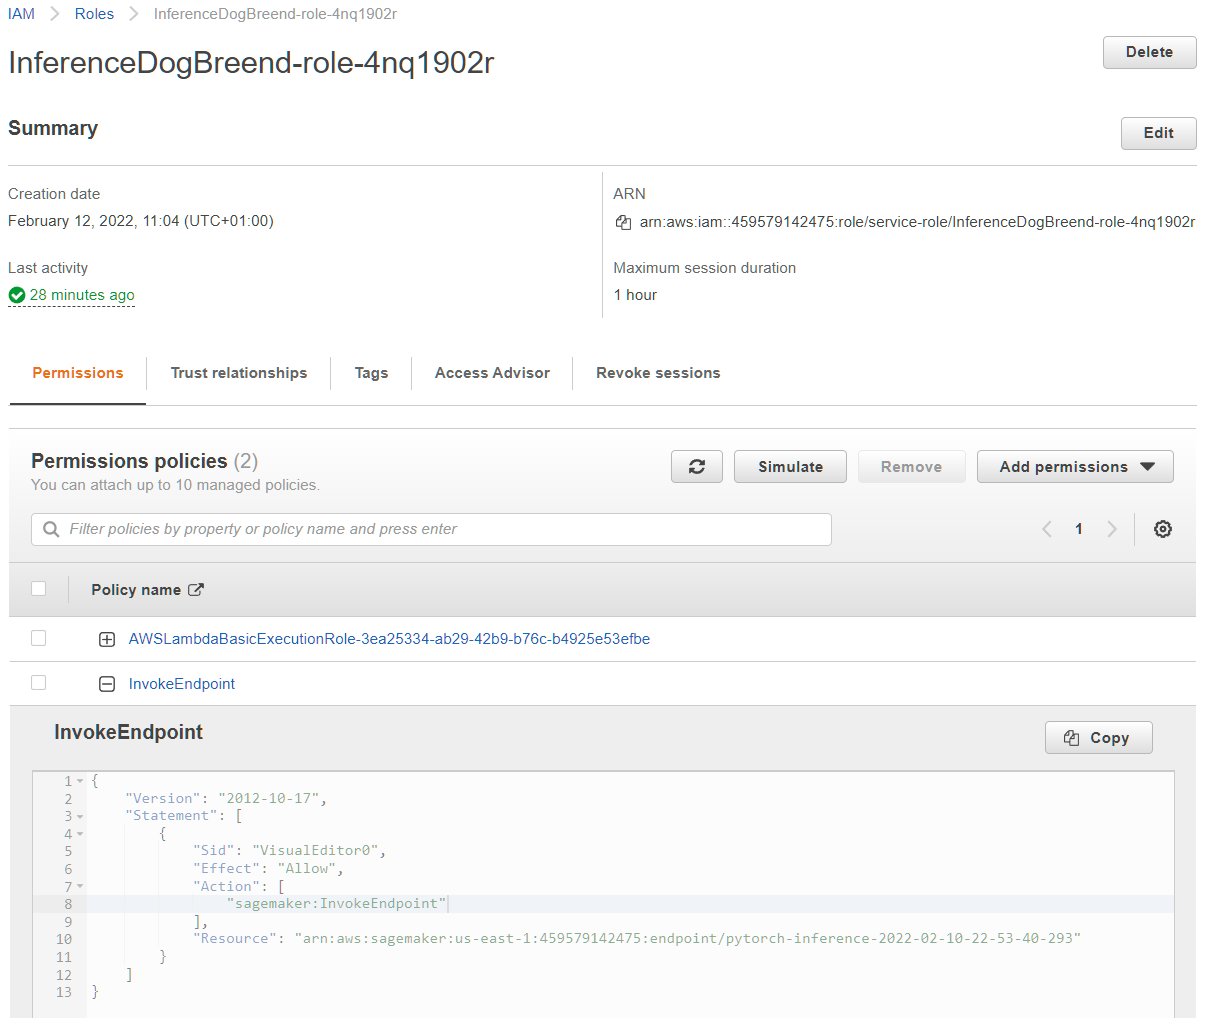 IAM > Roles > InferenceDogBreend-role-4nq1902r
InferenceDogBreend-role-4nq1902r
Delete
Summary
Edit
Creation date
February 12, 2022, 11:04 (UTC+01:00)
ARN
arn:aws:iam::459579142475:role/service-role/InferenceDogBreend-role-4nq1902r
Last activity
28 minutes ago
Maximum session duration
1 hour
Permissions
Trust relationships
Tags
Access Advisor
Revoke sessions
Permissions policies (2)
You can attach up to 10 managed policies.
Simulate
Remove
Add permissions
Filter policies by property or policy name and press enter
1
Policy name
AWSLambdaBasicExecutionRole-3ea25334-ab29-42b9-b76c-b4925e53efbe
InvokeEndpoint
InvokeEndpoint
Copy
1 {
2     "Version": "2012-10-17",
3     "Statement": [
4         {
5             "Sid": "VisualEditor0",
6             "Effect": "Allow",
7             "Action": [
8                 "sagemaker:InvokeEndpoint"
9             ],
10             "Resource": "arn:aws:sagemaker:us-east-1:459579142475:endpoint/pytorch-inference-2022-02-10-22-53-40-293"
11         }
12     ]
13 }